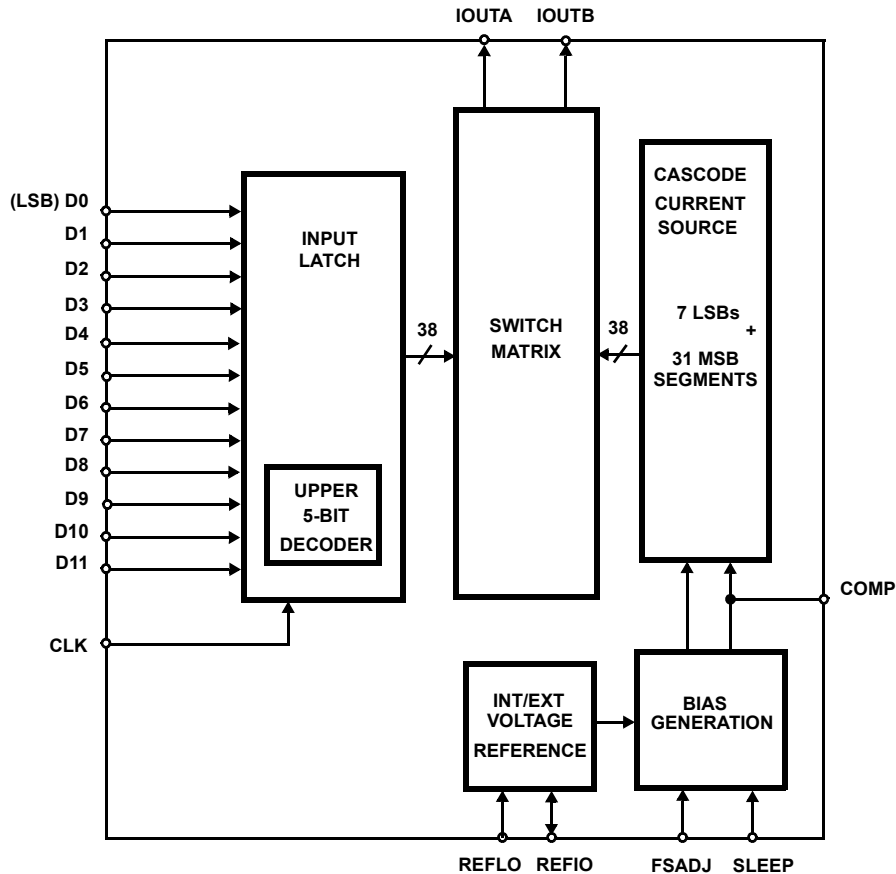 IOUTA IOUTB
(LSB) D0
D1
D2
D3
D4
D5
D6
D7
D8
D9
D10
D11
CLK
INPUT
LATCH
UPPER
5-BIT
DECODER
38
SWITCH
MATRIX
38
CASCODE
CURRENT
SOURCE
7 LSBs
+
31 MSB
SEGMENTS
COMP
INT/EXT
VOLTAGE
REFERENCE
BIAS
GENERATION
REFLO REFIO FSADJ SLEEP